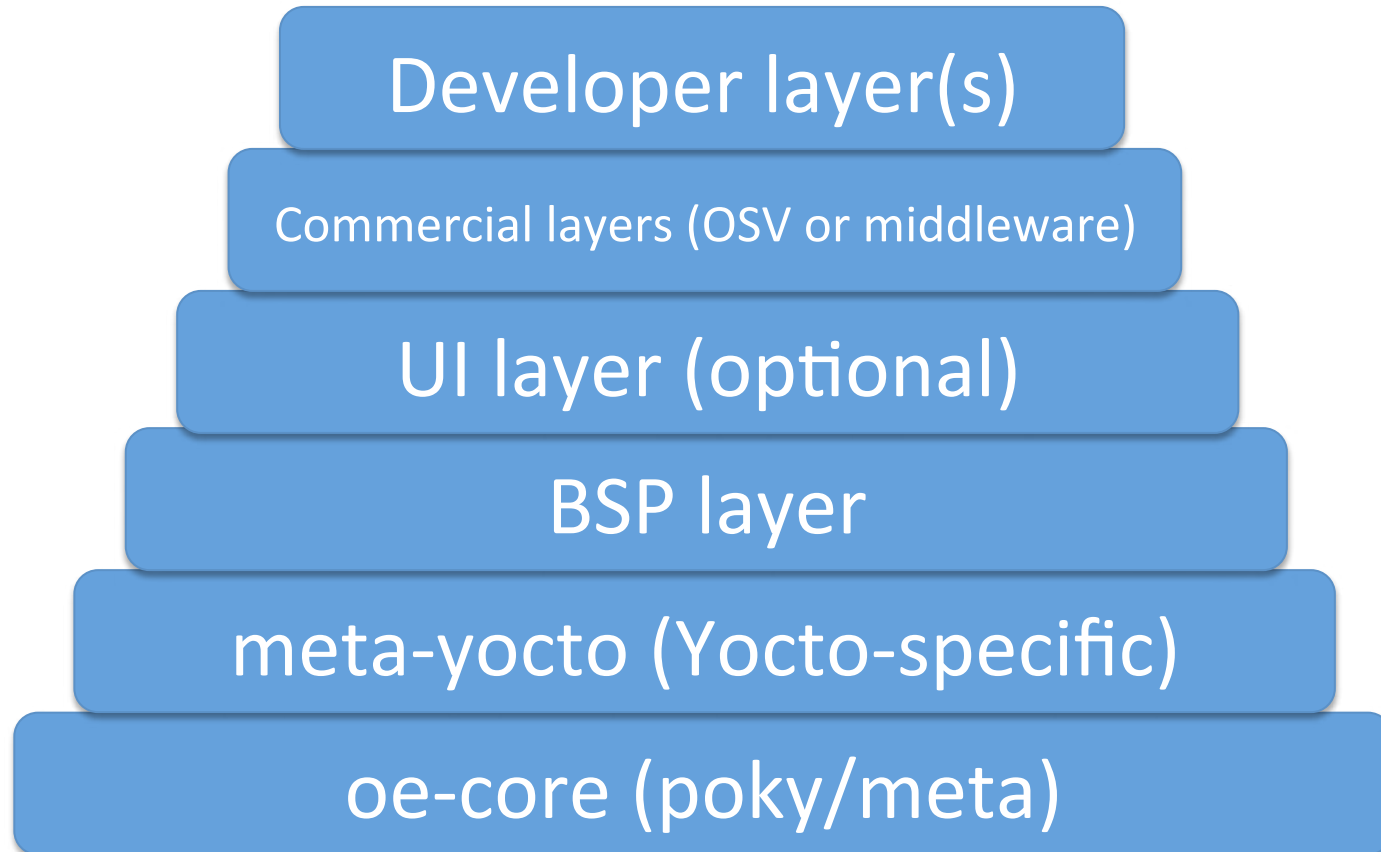 Developer layer(s)
Commercial layers (OSV or middleware)
UI layer (optional)
BSP layer
meta-yocto (Yocto-specific)
oe-core (poky/meta)